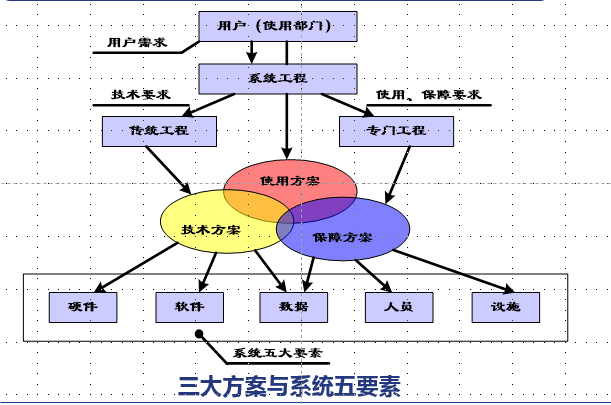 用户（使用部门）
用户需求
系统工程
技术要求
使用、保障要求
传统工程
专门工程
使用方案
技术方案
保障方案
硬件
软件
数据
人员
设施
系统五大要素
三大方案与系统五要素